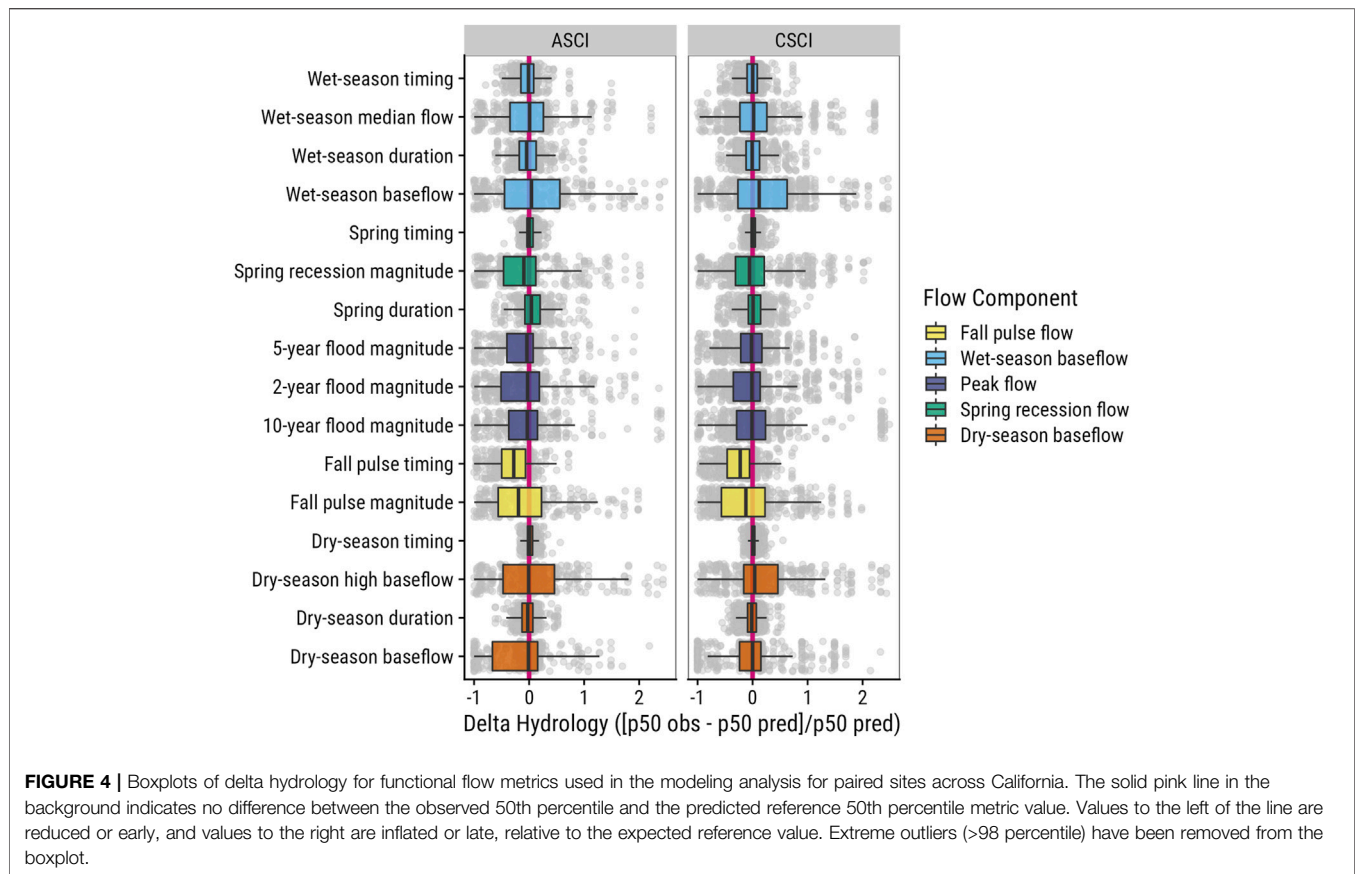 ASCI
CSCI
Wet-season timing
Wet-season median flow
Wet-season duration
Wet-season baseflow
Spring timing
Spring recession magnitude
Spring duration
5-year flood magnitude
2-year flood magnitude
10-year flood magnitude
Fall pulse timing
Fall pulse magnitude
Dry-season timing
Dry-season high baseflow
Dry-season duration
Dry-season baseflow
-1 0 1 2
-1 0 1 2
Delta Hydrology ([p50 obs - p50 pred]/p50 pred)
Flow Component
Fall pulse flow
Wet-season baseflow
Peak flow
Spring recession flow
Dry-season baseflow
FIGURE 4 | Boxplots of delta hydrology for functional flow metrics used in the modeling analysis for paired sites across California. The solid pink line in the
background indicates no difference between the observed 50th percentile and the predicted reference 50th percentile metric value. Values to the left of the line are
reduced or early, and values to the right are inflated or late, relative to the expected reference value. Extreme outliers (>98 percentile) have been removed from the
boxplot.